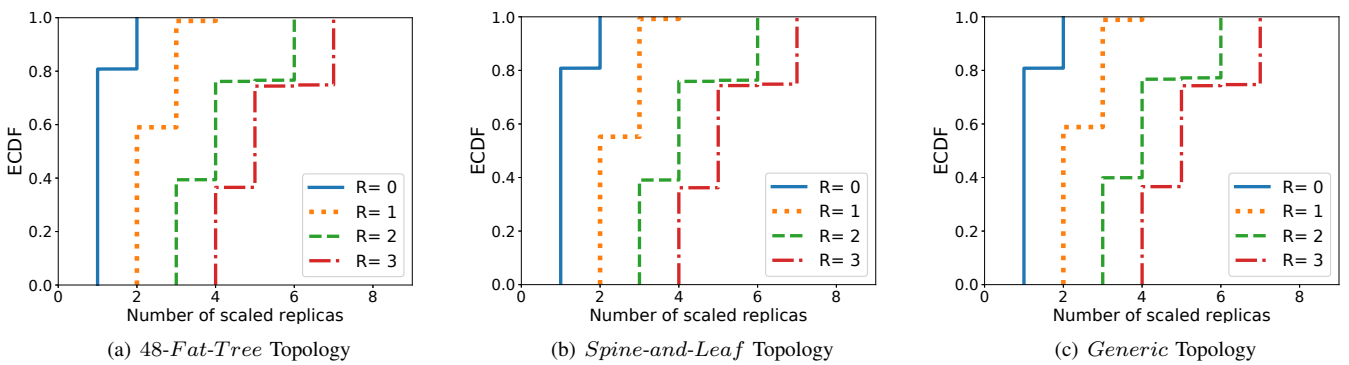 1.0
0.8
0.6
0.4
0.2
0.0
ECDF
0
2
4
6
8
Number of scaled replicas
R= 0
R= 1
R= 2
R= 3
(a) 48-Fat-Tree Topology
1.0
0.8
0.6
0.4
0.2
0.0
ECDF
0
2
4
6
8
Number of scaled replicas
R= 0
R= 1
R= 2
R= 3
(b) Spine-and-Leaf Topology
1.0
0.8
0.6
0.4
0.2
0.0
ECDF
0
2
4
6
8
Number of scaled replicas
R= 0
R= 1
R= 2
R= 3
(c) Generic Topology